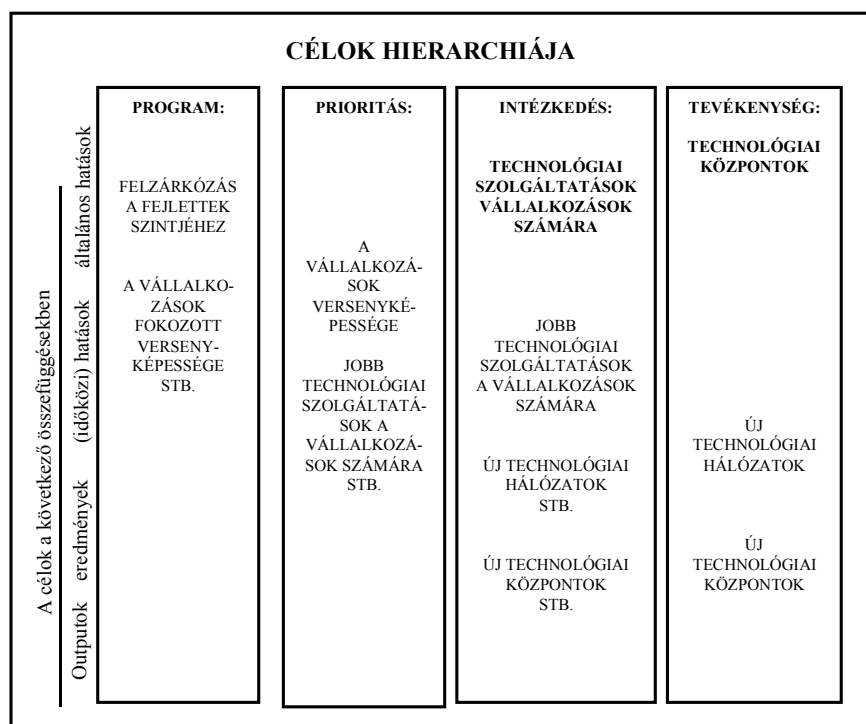 CÉLOK HIERARCHIÁJA
A célok a következő összefüggésekben
Outputok eredmények (időközi) hatások általános hatások
PROGRAM:
FELZÁRKÓZÁS
A FEJLETTEK
SZINTJÉHEZ
A VÁLLALKO-
ZÁSOK
FOKOZOTT
VERSENY-
KÉPESSÉGE
STB.
PRIORITÁS:
A
VÁLLALKOZÁ-
SOK
VERSENYKÉ-
PESSÉGE
JOBB
TECHNOLÓGIAI
SZOLGÁLTATÁ-
SOK A
VÁLLALKOZÁ-
SOK SZÁMÁRA
STB.
INTÉZKEDÉS:
TECHNOLÓGIAI
SZOLGÁLTATÁSOK
VÁLLALKOZÁSOK
SZÁMÁRA
JOBB
TECHNOLÓGIAI
SZOLGÁLTATÁSOK
A VÁLLALKOZÁSOK
SZÁMÁRA
ÚJ TECHNOLÓGIAI
HÁLÓZATOK
STB.
ÚJ TECHNOLÓGIAI
KÖZPONTOK
STB.
TEVÉKENYSÉG:
TECHNOLÓGIAI
KÖZPONTOK
ÚJ
TECHNOLÓGIAI
HÁLÓZATOK
ÚJ
TECHNOLÓGIAI
KÖZPONTOK